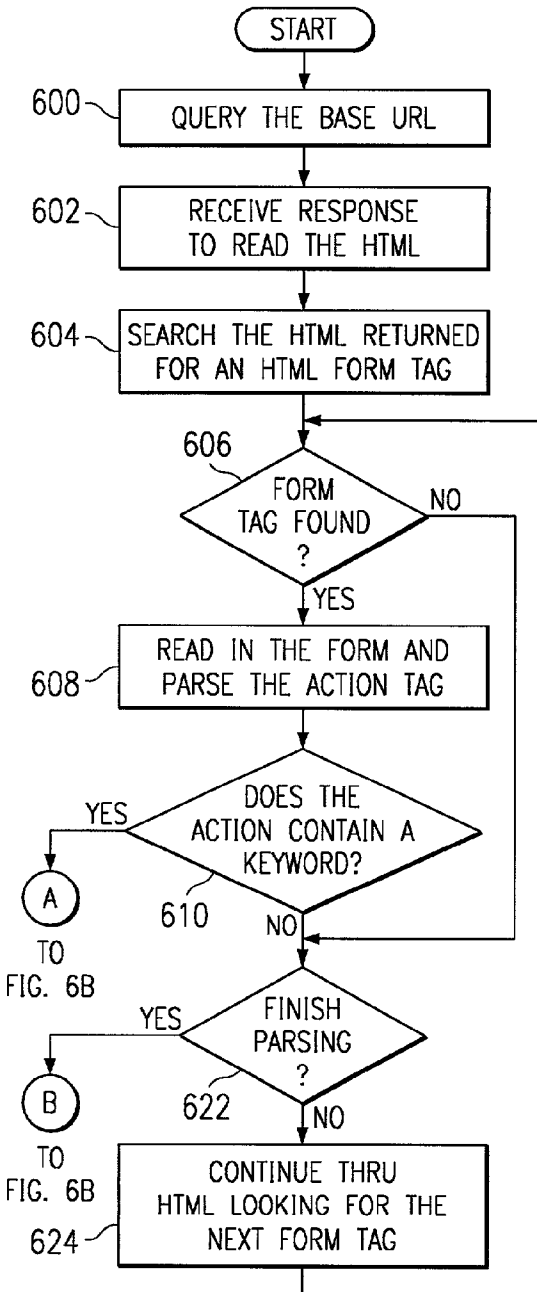 START
600
QUERY THE BASE URL
602
RECEIVE RESPONSE
TO READ THE HTML
604
SEARCH THE HTML RETURNED
FOR AN HTML FORM TAG
606
FORM
TAG FOUND
?
NO
YES
608
READ IN THE FORM AND
PARSE THE ACTION TAG
YES
DOES THE
ACTION CONTAIN A
KEYWORD?
610
A
TO
FIG. 6B
NO
YES
FINISH
PARSING
?
622
B
TO
FIG. 6B
NO
624
CONTINUE THRU
HTML LOOKING FOR THE
NEXT FORM TAG